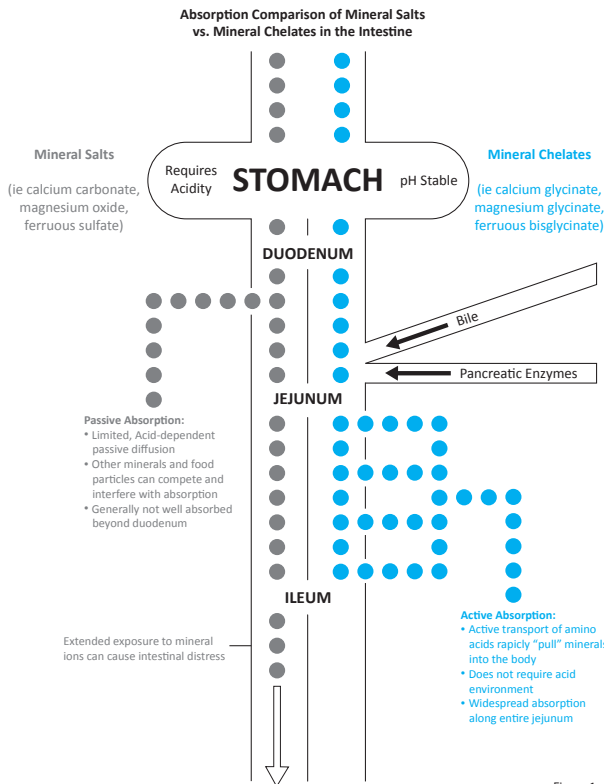 Absorption Comparison of Mineral Salts
vs. Mineral Chelates in the Intestine
Mineral Salts
(ie calcium carbonate,
magnesium oxide,
ferruous sulfate)
Requires
Acidity
STOMACH
pH Stable
Mineral Chelates
(ie calcium glycinate,
magnesium glycinate,
ferruous bisglycinate)
DUODENUM
Bile
Pancreatic Enzymes
JEJUNUM
Passive Absorption:
• Limited, Acid-dependent
passive diffusion
• Other minerals and food
particles can compete and
interfere with absorption
• Generally not well absorbed
beyond duodenum
ILEUM
Extended exposure to mineral
ions can cause intestinal distress
Active Absorption:
• Active transport of amino
acids rapicly “pull” minerals
into the body
• Does not require acid
environment
• Widespread absorption
along entire jejunum